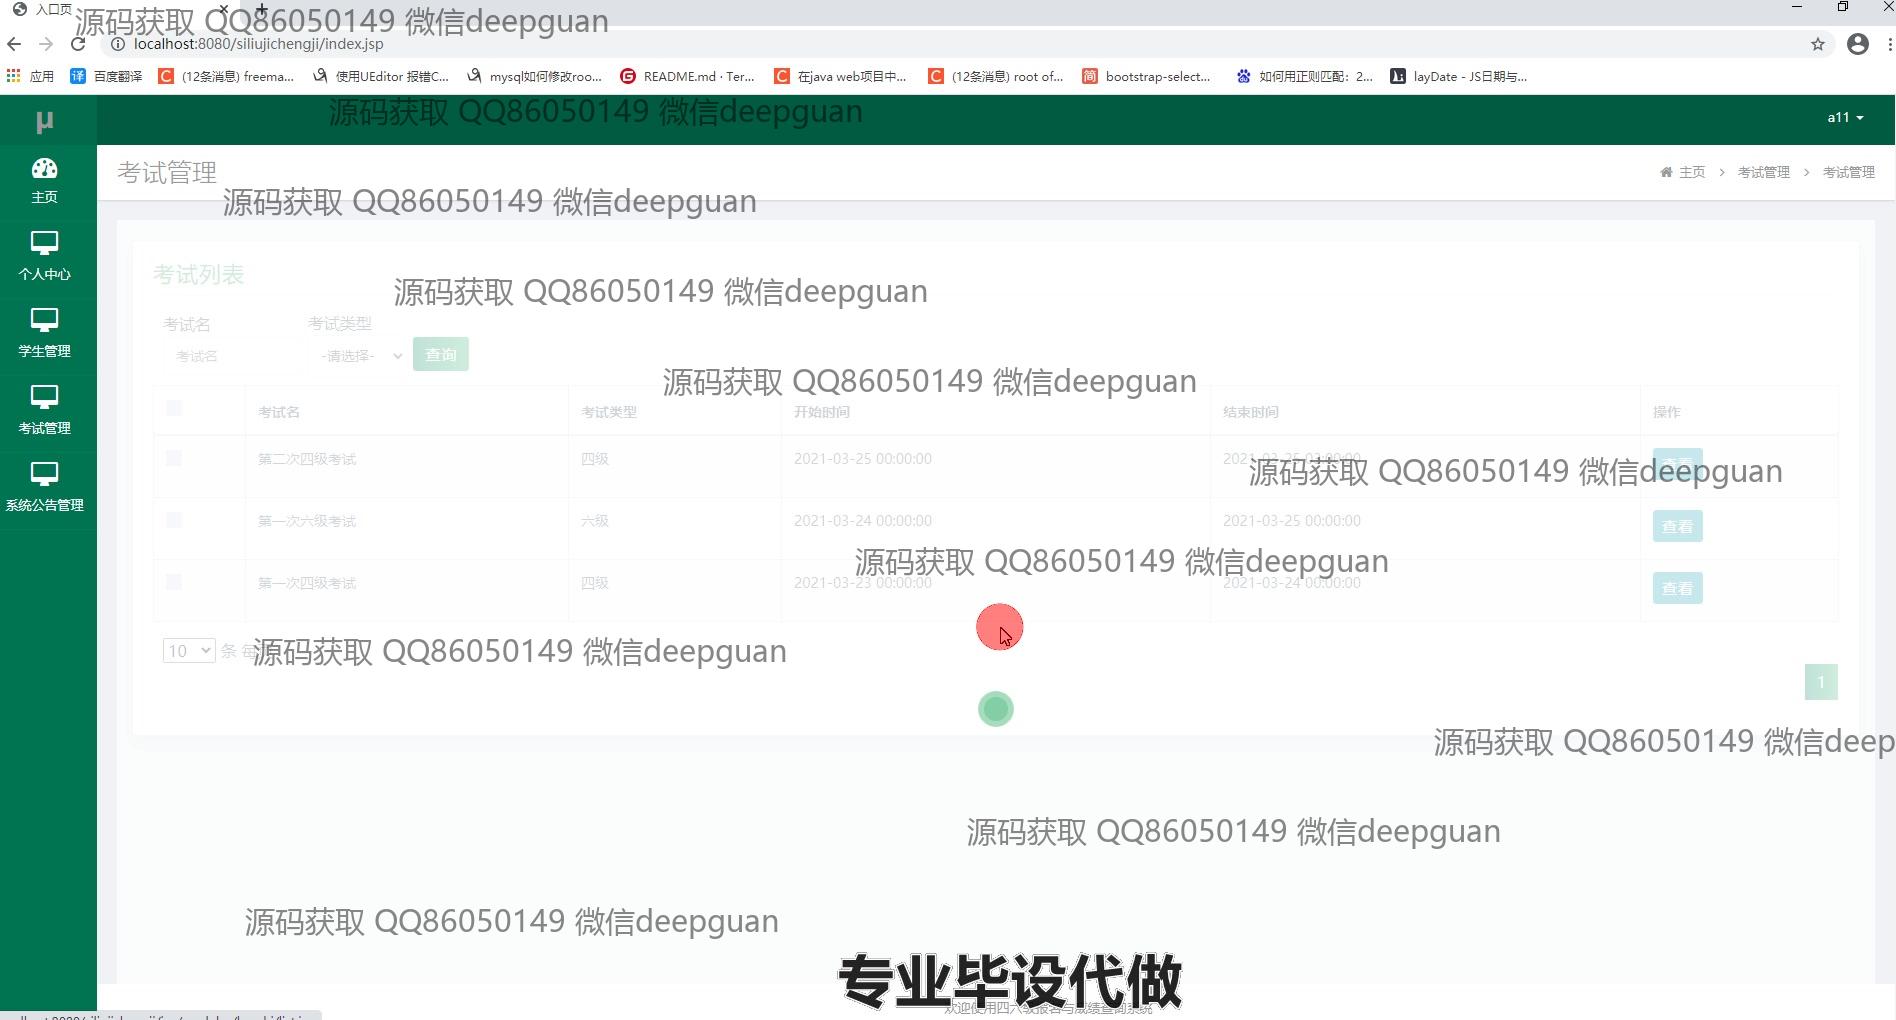 入口页
源码获取 QQ86050149 微信deepguan
localhost:8080/siliujichengji/index.jsp
应用 百度翻译 (12条消息) freema... 使用UEditor 报错C... mysql如何修改roo... README.md · Ter... 在java web项目中... (12条消息) root of... bootstrap-select... 如何用正则匹配：2... layDate - JS日期与...
源码获取 QQ86050149 微信deepguan
μ
a11
主页
个人中心
学生管理
考试管理
系统公告管理
考试管理
主页 > 考试管理 > 考试管理
源码获取 QQ86050149 微信deepguan
考试列表
源码获取 QQ86050149 微信deepguan
考试名 考试类型
考试名 -请选择- 查询
源码获取 QQ86050149 微信deepguan
考试名 考试类型 开始时间 结束时间 操作
第二次四级考试 四级 2021-03-25 00:00:00 查看
源码获取 QQ86050149 微信deepguan
第一次六级考试 六级 2021-03-24 00:00:00 2021-03-25 00:00:00 查看
源码获取 QQ86050149 微信deepguan
第一次四级考试 四级 2021-03-23 00:00:00 2021-03-24 00:00:00 查看
10 条 每
源码获取 QQ86050149 微信deepguan
1
源码获取 QQ86050149 微信deep
源码获取 QQ86050149 微信deepguan
源码获取 QQ86050149 微信deepguan
专业毕设代做
欢迎使用四六级报名与成绩查询系统